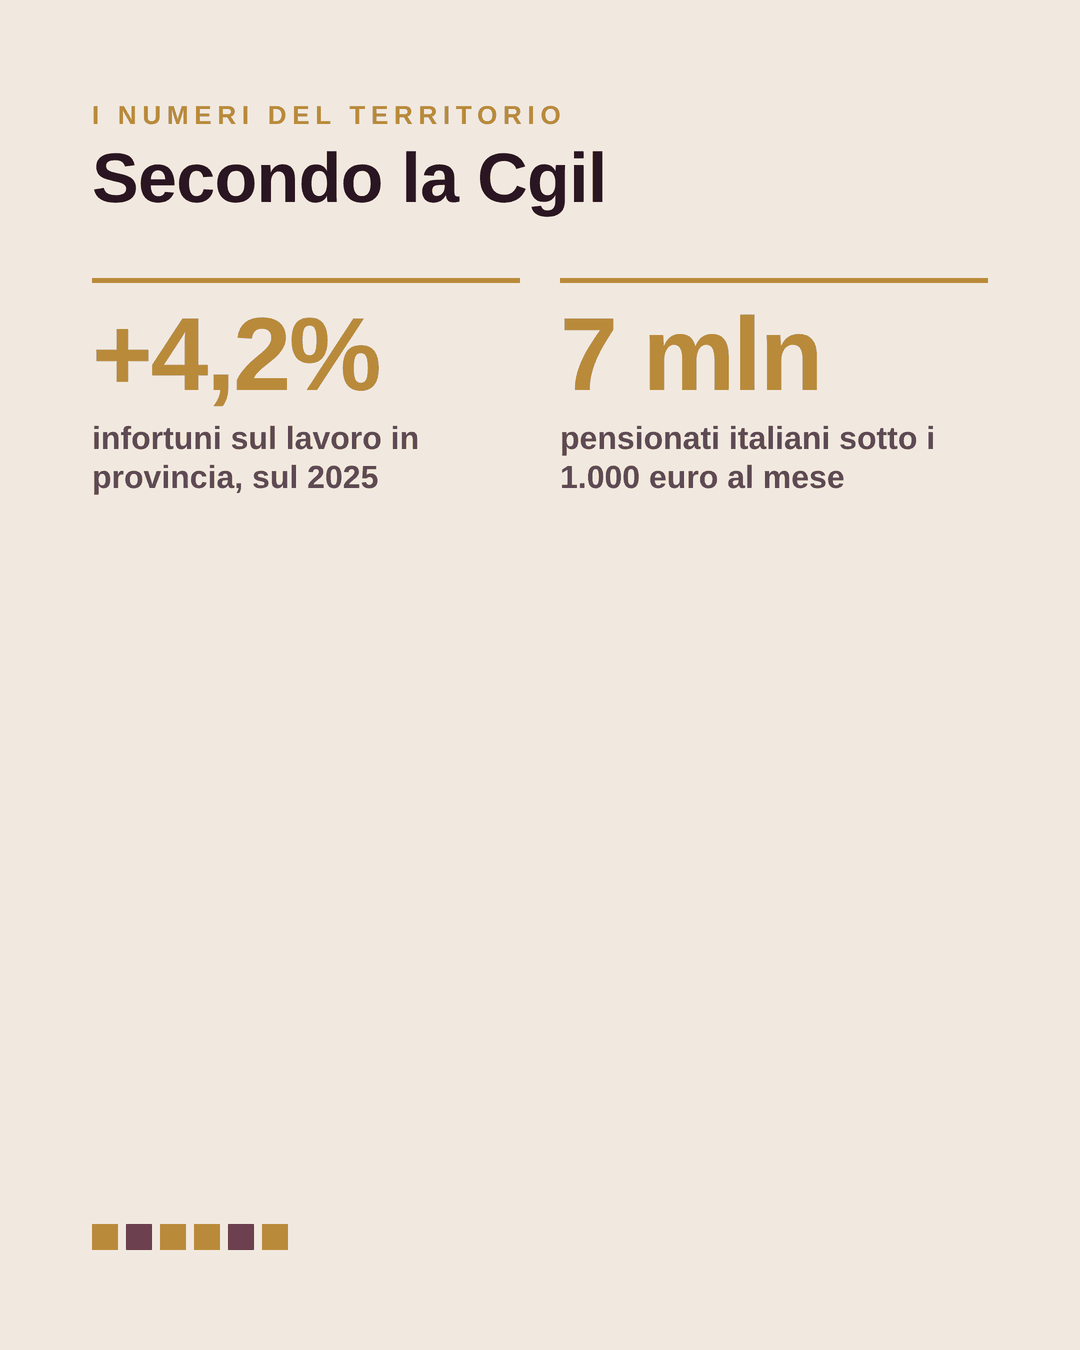 I NUMERI DEL TERRITORIO
Secondo la Cgil
+4,2%
infortuni sul lavoro in
provincia, sul 2025
7 mln
pensionati italiani sotto i
1.000 euro al mese